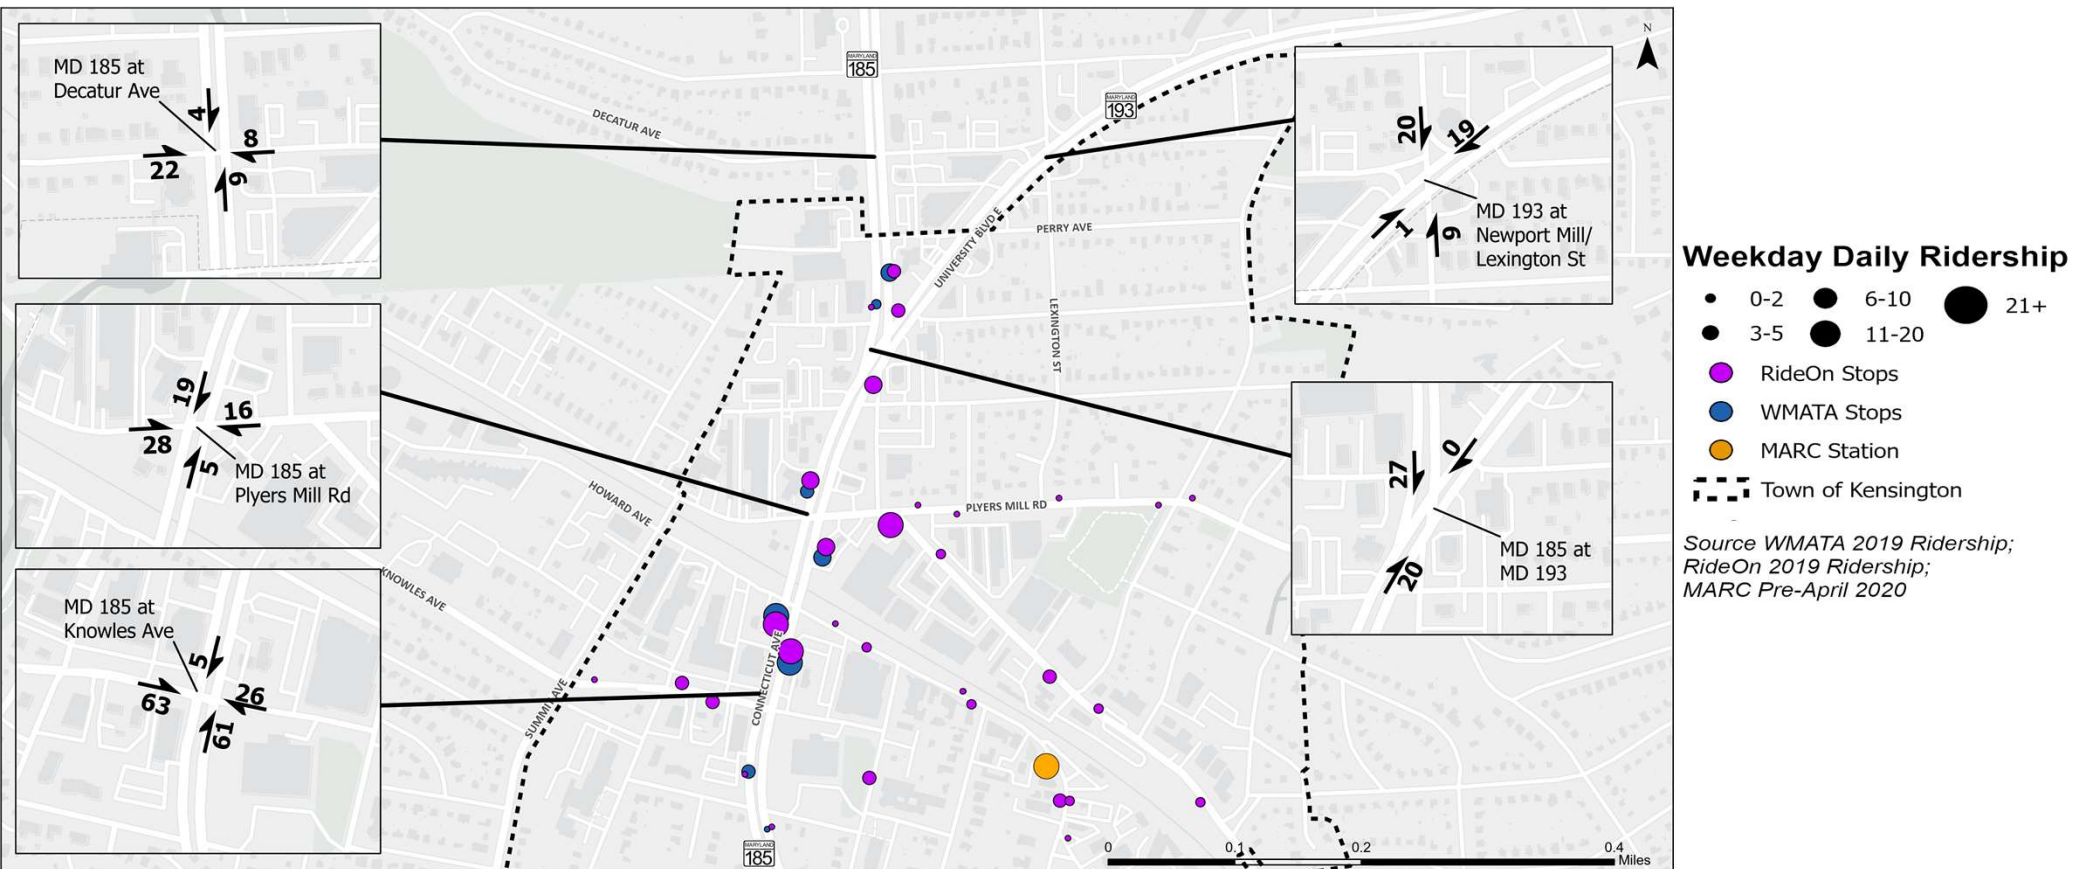 MD 185 at
Decatur Ave
4
8
22
9
MD 185 at
Plyers Mill Rd
19
16
28
5
MD 185 at
Knowles Ave
5
26
63
61
MARYLAND
185
MARYLAND
193
DECATUR AVE
UNIVERSITY BLVD E
PERRY AVE
LEXINGTON ST
HOWARD AVE
PLYERS MILL RD
KNOWLES AVE
CONNECTICUT AVE
SUMMIT AVE
MARYLAND
185
N
20
19
1
9
MD 193 at
Newport Mill/
Lexington St
27
0
20
MD 185 at
MD 193
0 0.1 0.2 0.4
Miles
Weekday Daily Ridership
0-2 6-10 21+
3-5 11-20
RideOn Stops
WMATA Stops
MARC Station
Town of Kensington
Source WMATA 2019 Ridership;
RideOn 2019 Ridership;
MARC Pre-April 2020